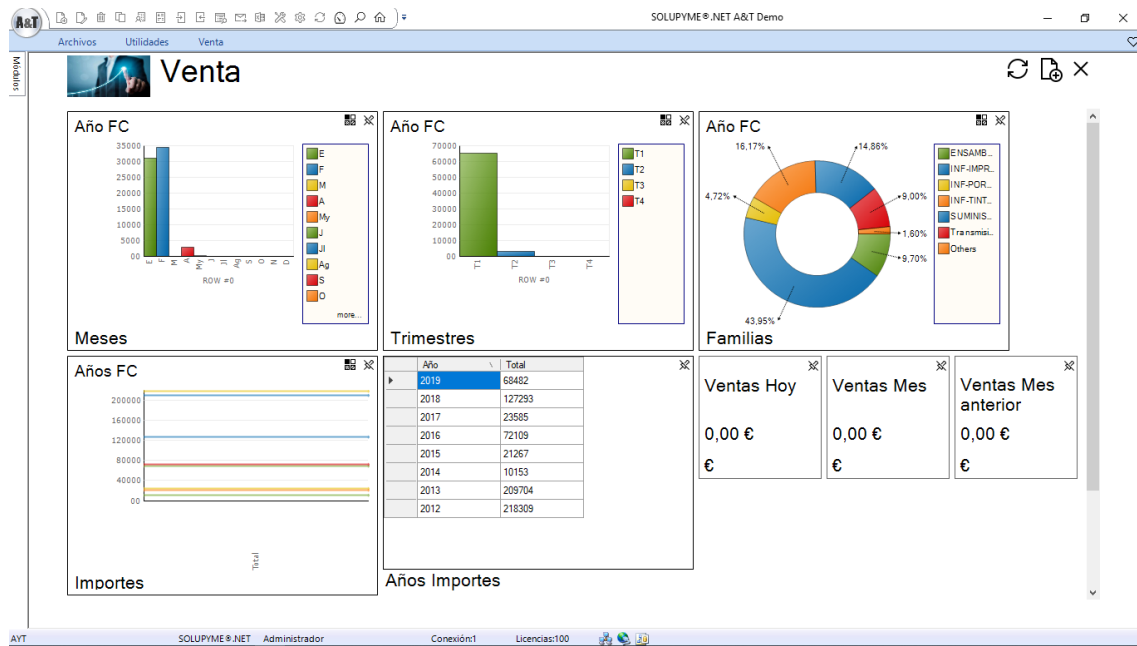 A&T
SOLUPYME®.NET A&T Demo
Archivos Utilidades Venta
Módulos
Venta
Año FC
35000
30000
25000
20000
15000
10000
5000
00
E F M A My J Jl Ag S O N D
ROW #0
E
F
M
A
My
J
Jl
Ag
S
O
more...
Meses
Año FC
70000
60000
50000
40000
30000
20000
10000
00
T1 T2 T3 T4
ROW #0
T1
T2
T3
T4
Trimestres
Año FC
16,17%
14,86%
4,72%
9,00%
1,60%
9,70%
43,95%
ENSAMB...
INF-IMPR...
INF-POR...
INF-TINT...
SUMINIS...
Transmisi...
Others
Familias
Años FC
200000
160000
120000
80000
40000
00
Total
Importes
Año Total
2019 68482
2018 127293
2017 23585
2016 72109
2015 21267
2014 10153
2013 209704
2012 218309
Años Importes
Ventas Hoy
0,00 €
€
Ventas Mes
0,00 €
€
Ventas Mes
anterior
0,00 €
€
AYT SOLUPYME®.NET Administrador Conexión:1 Licencias:100